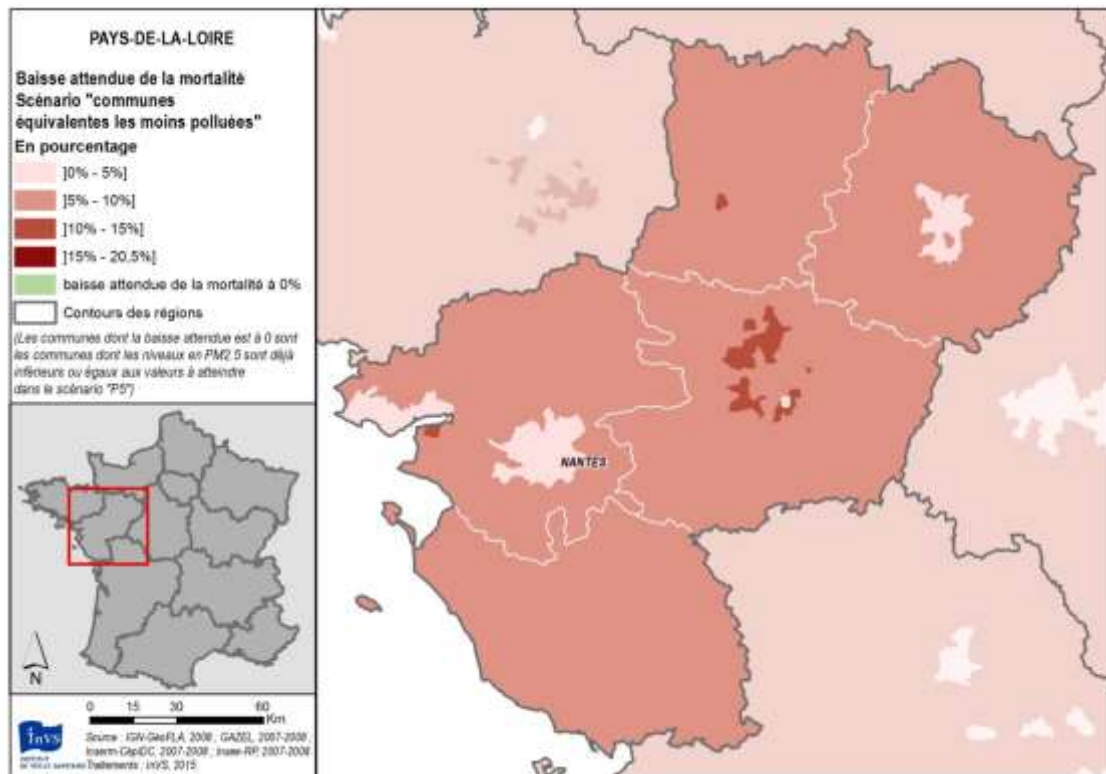 PAYS-DE-LA-LOIRE
Baisse attendue de la mortalité
Scénario "communes
équivalentes les moins polluées"
En pourcentage
]0% - 5%]
]5% - 10%]
]10% - 15%]
]15% - 20,5%]
baisse attendue de la mortalité à 0%
Contours des régions
(Les communes dont la baisse attendue est à 0 sont
les communes dont les niveaux en PM2.5 sont déjà
inférieurs ou égaux aux valeurs à atteindre
dans le scénario "P5")
NANTES
N
0 15 30 60
Km
InVS
INSTITUT
DE VEILLE SANITAIRE
Source : IGN-GéoFLA, 2008 ; GAZEL, 2007-2008 ;
Inserm-CépiDC, 2007-2008 ; Insee-RP, 2007-2008
Traitements : InVS, 2015